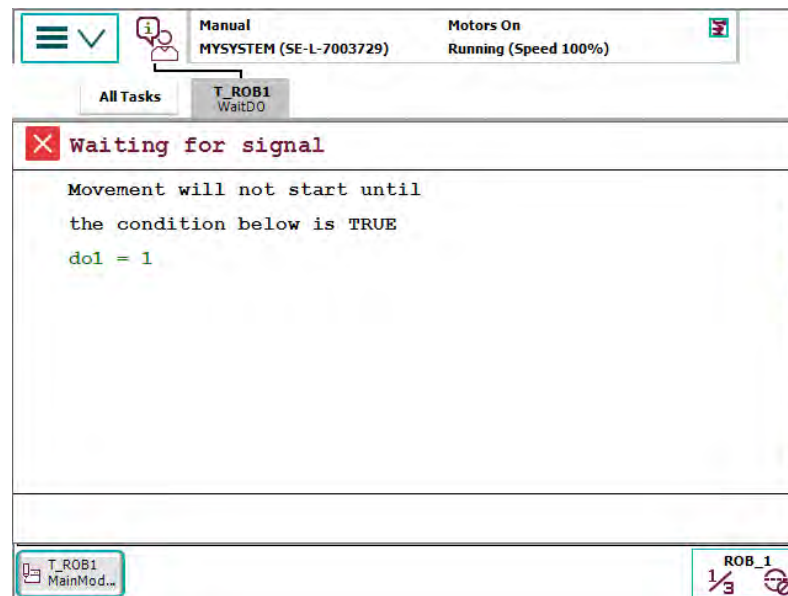 Manual
MYSYSTEM (SE-L-7003729)
Motors On
Running (Speed 100%)
All Tasks
T_ROB1
WaitDO
Waiting for signal
Movement will not start until
the condition below is TRUE
do1 = 1
T_ROB1
MainMod...
ROB_1
1/3